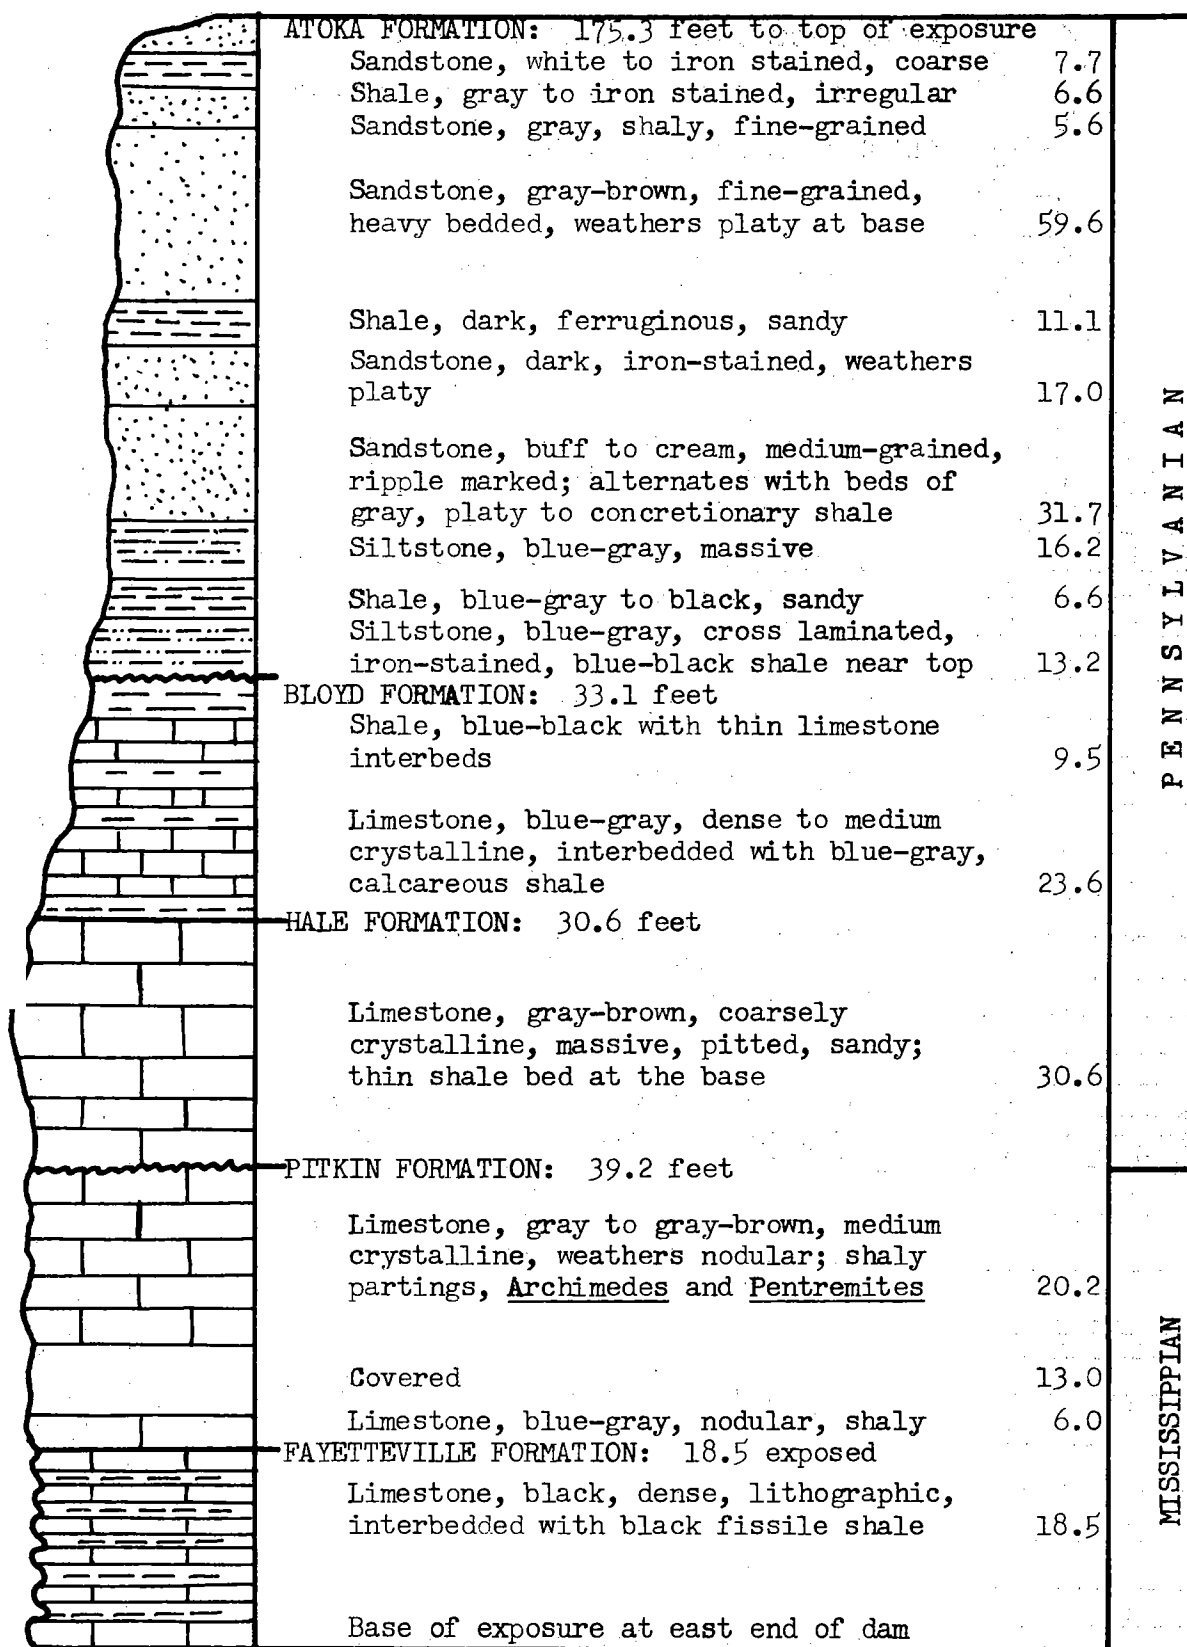 ATOKA FORMATION: 175.3 feet to top of exposure
Sandstone, white to iron stained, coarse 7.7
Shale, gray to iron stained, irregular 6.6
Sandstone, gray, shaly, fine-grained 5.6
Sandstone, gray-brown, fine-grained,
heavy bedded, weathers platy at base 59.6
Shale, dark, ferruginous, sandy 11.1
Sandstone, dark, iron-stained, weathers
platy 17.0
Sandstone, buff to cream, medium-grained,
ripple marked; alternates with beds of
gray, platy to concretionary shale 31.7
Siltstone, blue-gray, massive 16.2
Shale, blue-gray to black, sandy 6.6
Siltstone, blue-gray, cross laminated,
iron-stained, blue-black shale near top 13.2
BLOYD FORMATION: 33.1 feet
Shale, blue-black with thin limestone
interbeds 9.5
Limestone, blue-gray, dense to medium
crystalline, interbedded with blue-gray,
calcareous shale 23.6
HALE FORMATION: 30.6 feet
Limestone, gray-brown, coarsely
crystalline, massive, pitted, sandy;
thin shale bed at the base 30.6
PITKIN FORMATION: 39.2 feet
Limestone, gray to gray-brown, medium
crystalline, weathers nodular; shaly
partings, Archimedes and Pentremites 20.2
Covered 13.0
Limestone, blue-gray, nodular, shaly 6.0
FAYETTEVILLE FORMATION: 18.5 exposed
Limestone, black, dense, lithographic,
interbedded with black fissile shale 18.5
Base of exposure at east end of dam
PENNSYLVANIAN
MISSISSIPPIAN